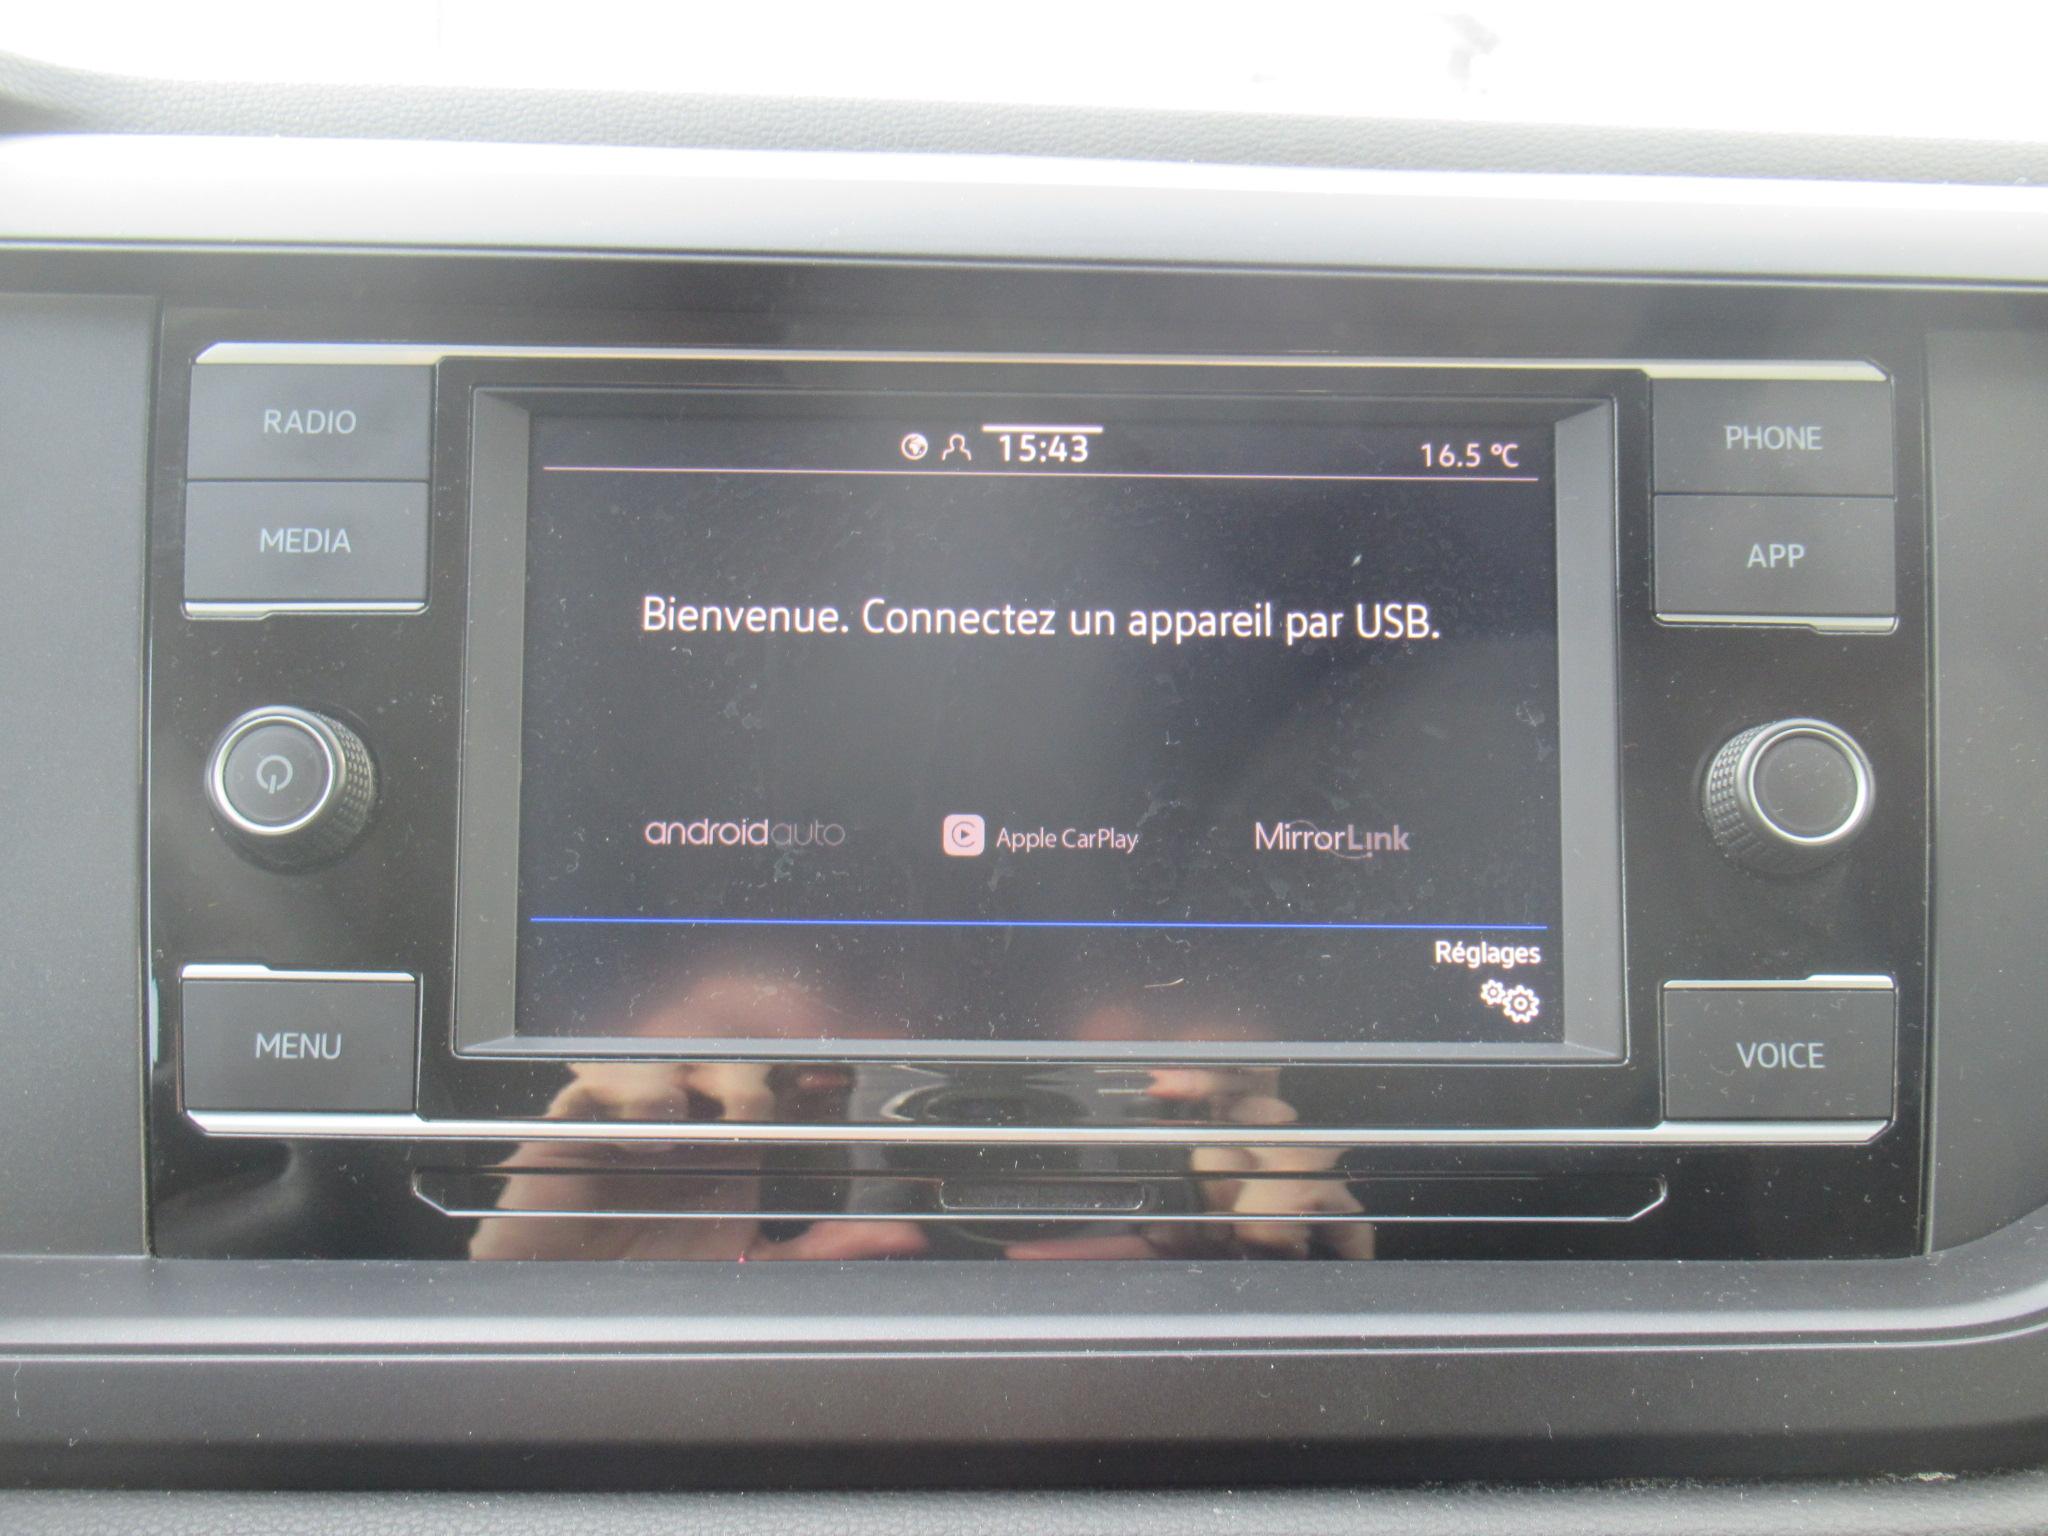 RADIO
MEDIA
MENU
15:43
16.5 °C
Bienvenue. Connectez un appareil par USB.
androidauto
Apple CarPlay
MirrorLink
Réglages
PHONE
APP
VOICE